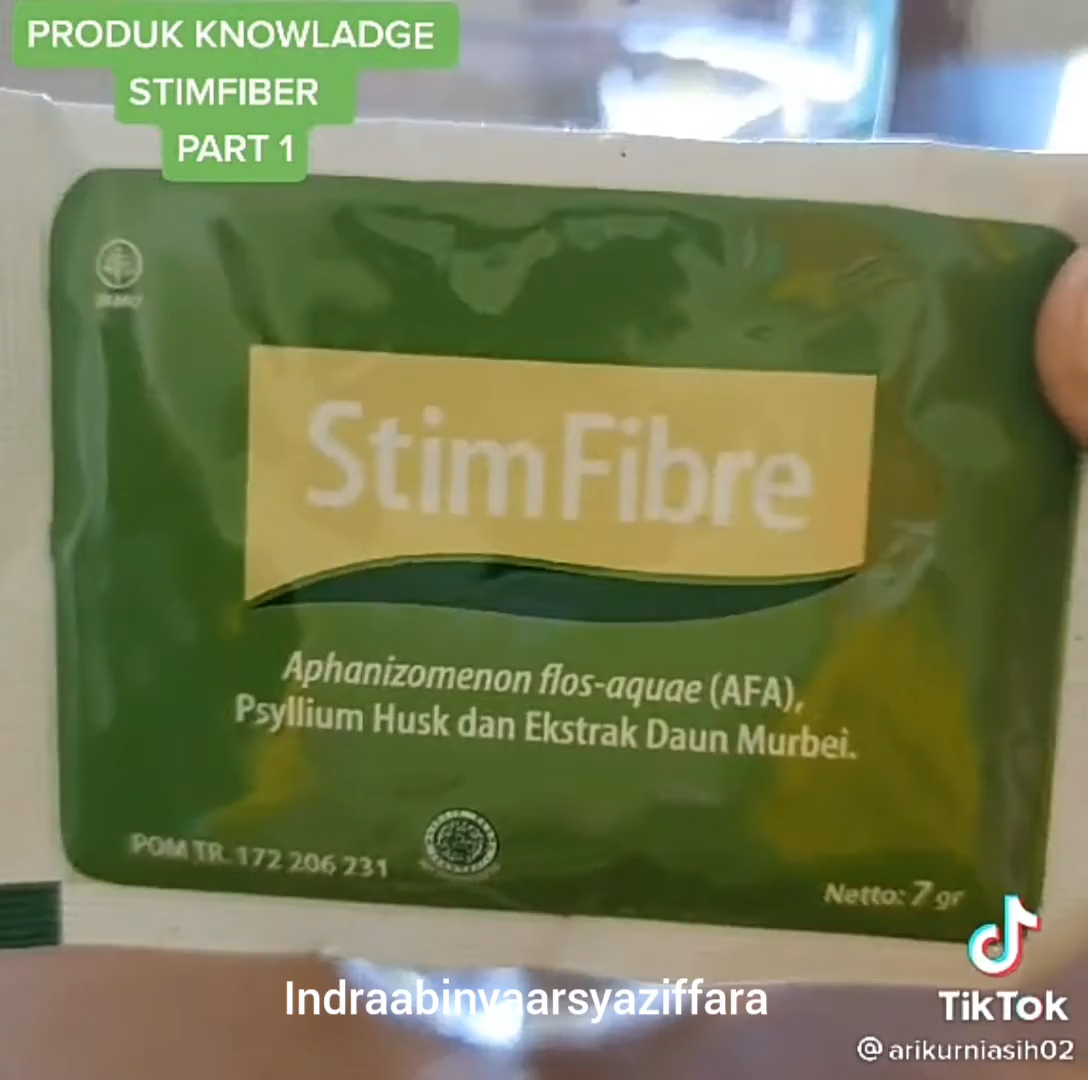 PRODUK KNOWLADGE
STIMFIBER
PART 1
JAMU
StimFibre
Aphanizomenon flos-aquae (AFA),
Psyllium Husk dan Ekstrak Daun Murbei.
POM TR. 172 206 231
Netto: 7 gr
Indraabinyaarsyaziffara
TikTok
@arikurniasih02